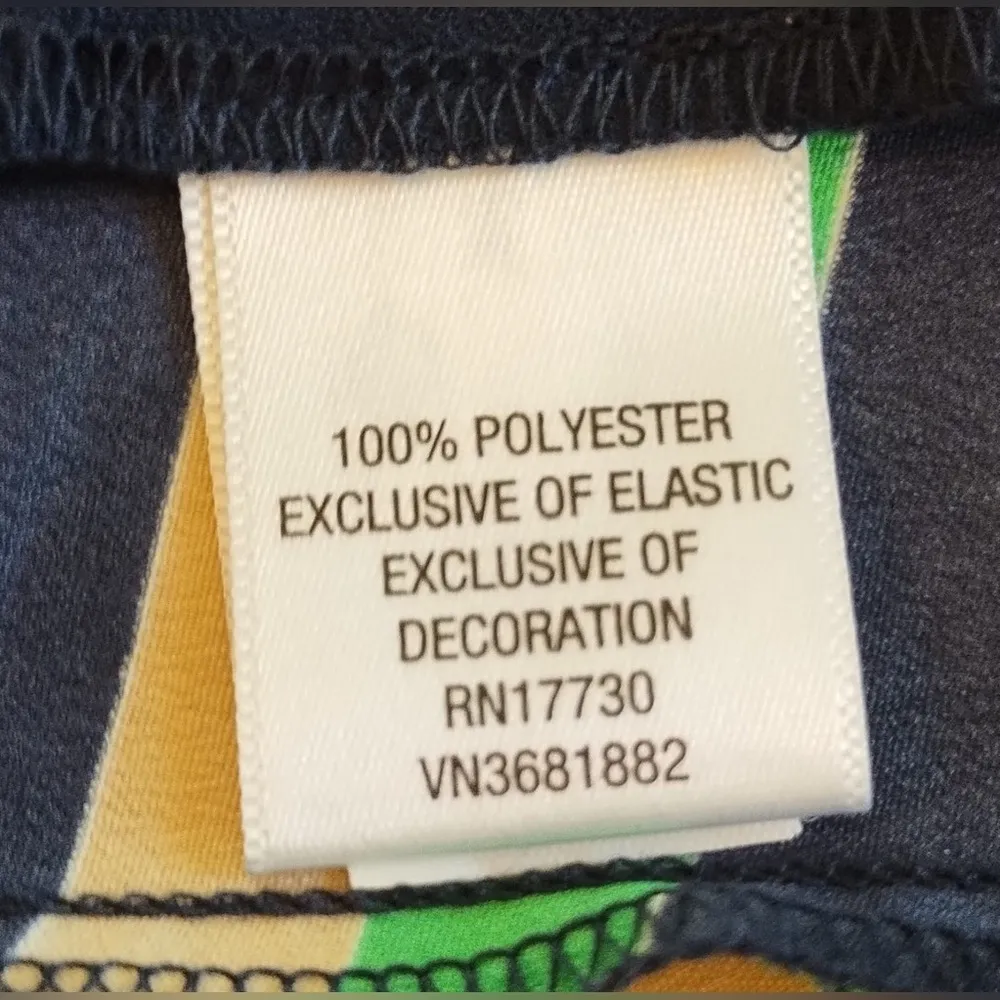 100% POLYESTER
EXCLUSIVE OF ELASTIC
EXCLUSIVE OF
DECORATION
RN17730
VN3681882